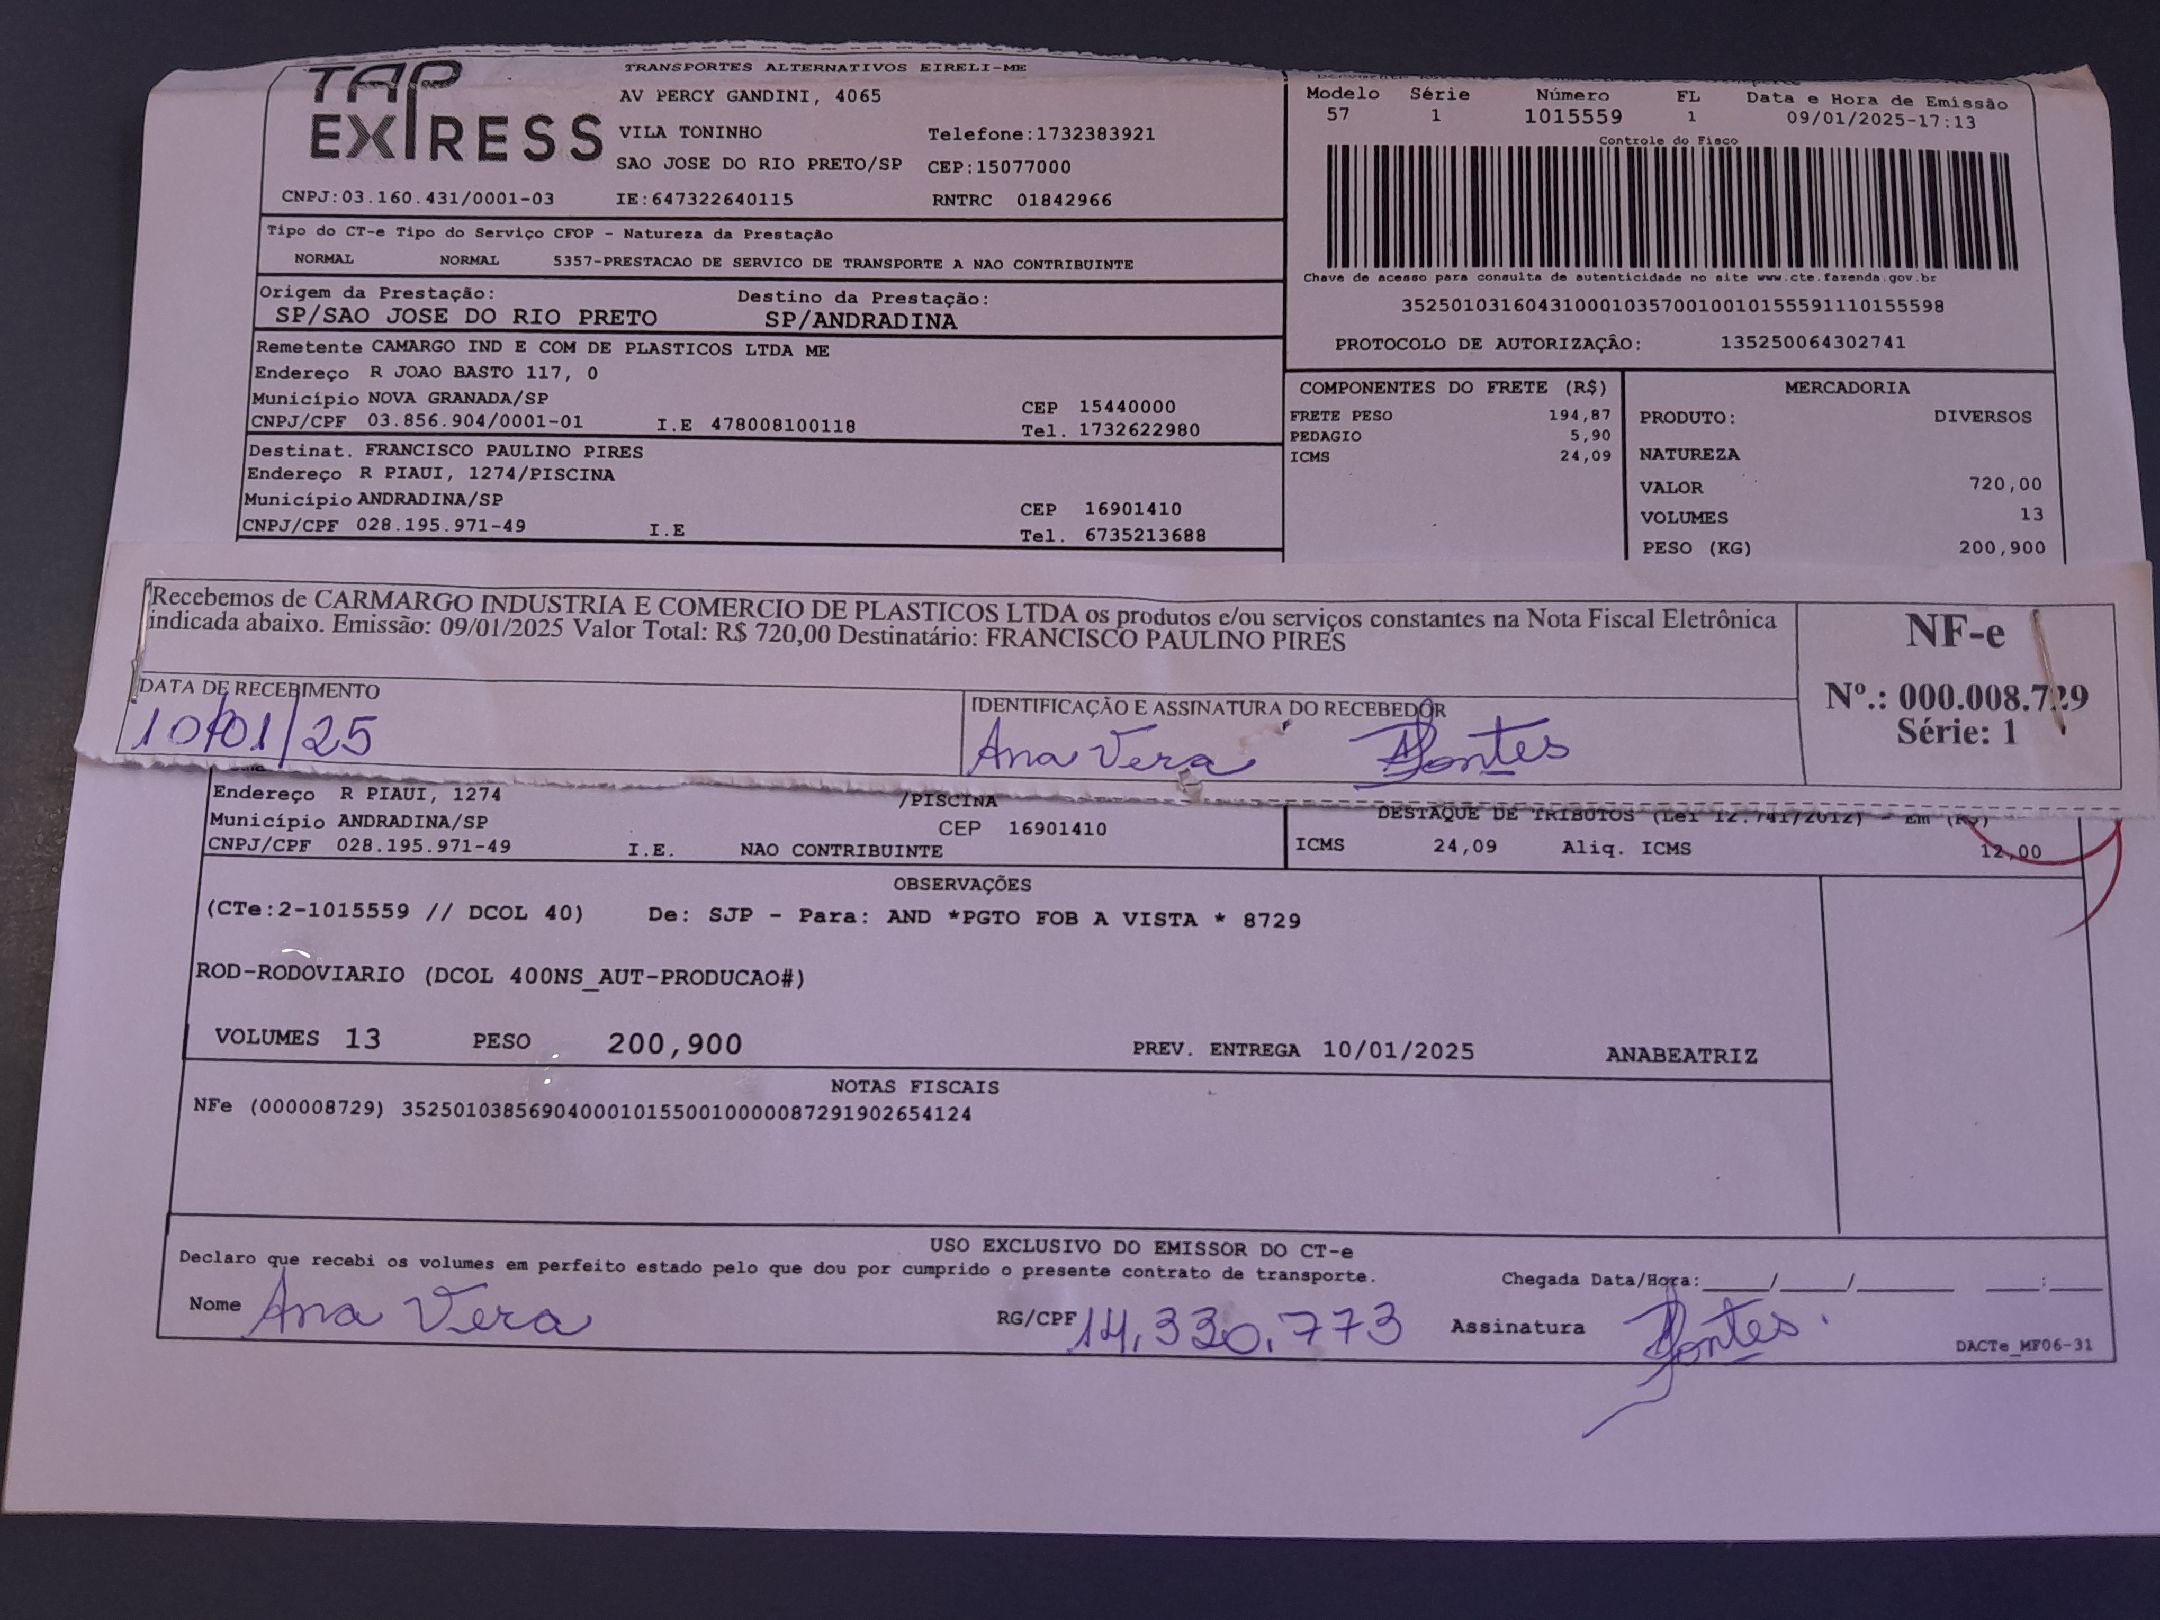 TAP EXPRESS
TRANSPORTES ALTERNATIVOS EIRELI-ME
AV PERCY GANDINI, 4065
VILA TONINHO Telefone:1732383921
SAO JOSE DO RIO PRETO/SP CEP:15077000
CNPJ:03.160.431/0001-03 IE:647322640115 RNTRC 01842966
Modelo Série Número FL Data e Hora de Emissão
57 1 1015559 1 09/01/2025-17:13
Controle do Fisco
Chave de acesso para consulta de autenticidade no site www.cte.fazenda.gov.br
35250103160431000103570010010155591110155598
PROTOCOLO DE AUTORIZAÇÃO: 135250064302741
Tipo do CT-e Tipo do Serviço CFOP - Natureza da Prestação
NORMAL NORMAL 5357-PRESTACAO DE SERVICO DE TRANSPORTE A NAO CONTRIBUINTE
Origem da Prestação: Destino da Prestação:
SP/SAO JOSE DO RIO PRETO SP/ANDRADINA
Remetente CAMARGO IND E COM DE PLASTICOS LTDA ME
Endereço R JOAO BASTO 117, 0
Município NOVA GRANADA/SP CEP 15440000
CNPJ/CPF 03.856.904/0001-01 I.E 478008100118 Tel. 1732622980
Destinat. FRANCISCO PAULINO PIRES
Endereço R PIAUI, 1274/PISCINA
Município ANDRADINA/SP CEP 16901410
CNPJ/CPF 028.195.971-49 I.E Tel. 6735213688
COMPONENTES DO FRETE (R$)
FRETE PESO 194,87
PEDAGIO 5,90
ICMS 24,09
MERCADORIA
PRODUTO: DIVERSOS
NATUREZA
VALOR 720,00
VOLUMES 13
PESO (KG) 200,900
Recebemos de CARMARGO INDUSTRIA E COMERCIO DE PLASTICOS LTDA os produtos e/ou serviços constantes na Nota Fiscal Eletrônica
indicada abaixo. Emissão: 09/01/2025 Valor Total: R$ 720,00 Destinatário: FRANCISCO PAULINO PIRES
DATA DE RECEBIMENTO
10/01/25
IDENTIFICAÇÃO E ASSINATURA DO RECEBEDOR
Ana Vera Pontes
NF-e
Nº.: 000.008.729
Série: 1
Endereço R PIAUI, 1274 /PISCINA
Município ANDRADINA/SP CEP 16901410
CNPJ/CPF 028.195.971-49 I.E. NAO CONTRIBUINTE
DESTAQUE DE TRIBUTOS (Lei 12.741/2012) - Em (R$)
ICMS 24,09 Aliq. ICMS 12,00
OBSERVAÇÕES
(CTe:2-1015559 // DCOL 40) De: SJP - Para: AND *PGTO FOB A VISTA * 8729
ROD-RODOVIARIO (DCOL 400NS_AUT-PRODUCAO#)
VOLUMES 13 PESO 200,900 PREV. ENTREGA 10/01/2025 ANABEATRIZ
NOTAS FISCAIS
NFe (000008729) 35250103856904000101550010000087291902654124
USO EXCLUSIVO DO EMISSOR DO CT-e
Declaro que recebi os volumes em perfeito estado pelo que dou por cumprido o presente contrato de transporte.
Chegada Data/Hora:____/____/______ ___:___
Nome Ana Vera RG/CPF 14.330.773 Assinatura Pontes.
DACTe_MF06-31